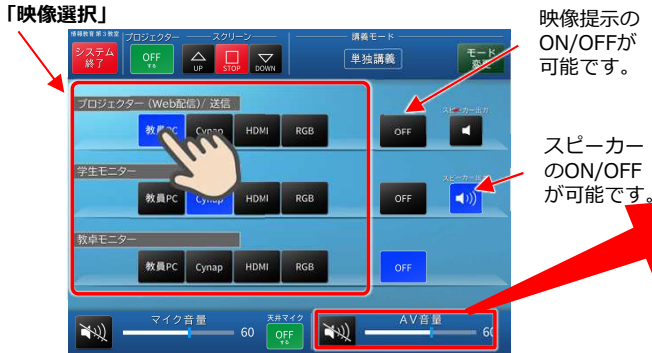 「映像選択」
情報教育第3教室
システム
終了
プロジェクター
OFF
する
スクリーン
UP
STOP
DOWN
講義モード
単独講義
モード
変更
映像提示の
ON/OFFが
可能です。
プロジェクター (Web配信)/ 送信
教員PC
Cynap
HDMI
RGB
OFF
スピーカー出力
学生モニター
教員PC
Cynap
HDMI
RGB
OFF
スピーカー出力
スピーカー
のON/OFF
が可能です。
教卓モニター
教員PC
Cynap
HDMI
RGB
OFF
マイク音量
60
天井マイク
OFF
する
AV音量
60